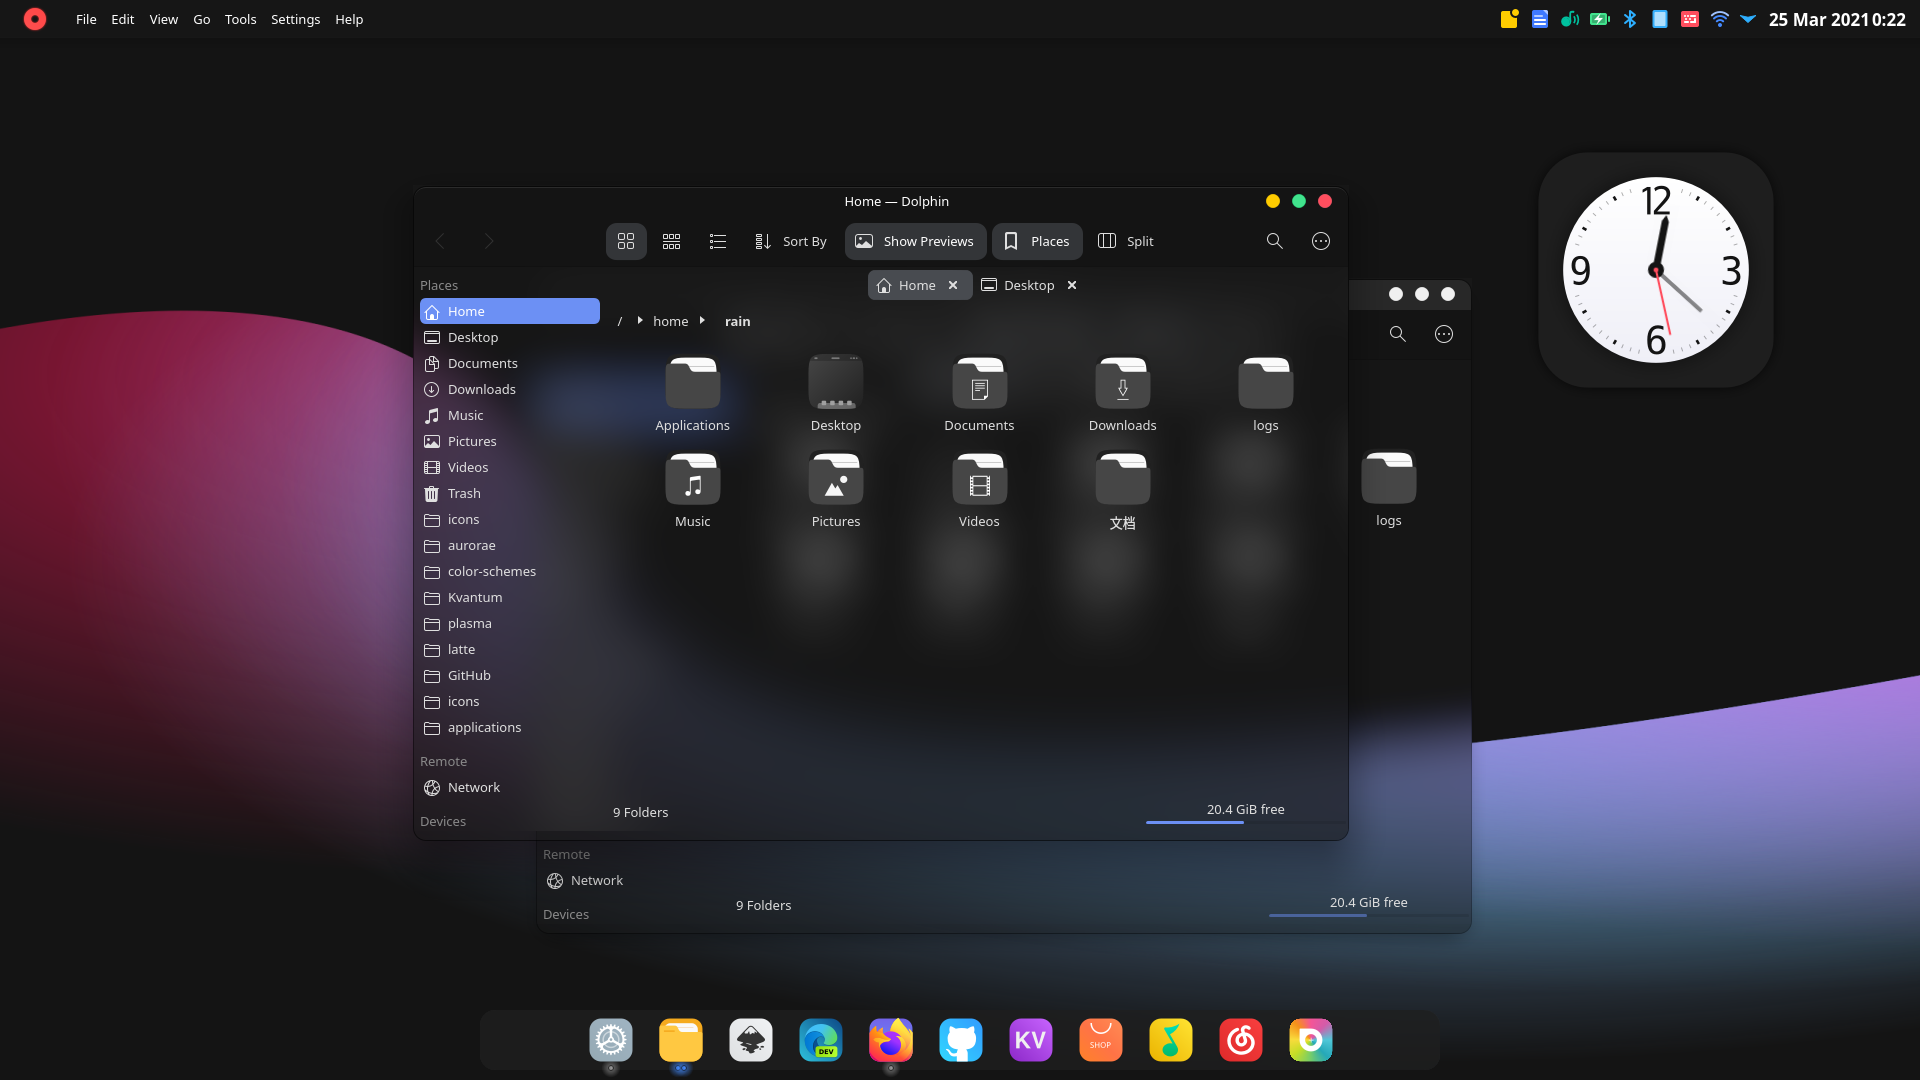 File Edit View Go Tools Settings Help
25 Mar 2021 0:22
Home — Dolphin
Sort By
Show Previews
Places
Split
Places
Home
Desktop
Documents
Downloads
Music
Pictures
Videos
Trash
icons
aurorae
color-schemes
Kvantum
plasma
latte
GitHub
icons
applications
Remote
Network
Devices
Home
Desktop
/ home rain
Applications
Desktop
Documents
Downloads
logs
Music
Pictures
Videos
文档
9 Folders
20.4 GiB free
logs
Remote
Network
Devices
9 Folders
20.4 GiB free
12
9
3
6
DEV
KV
SHOP